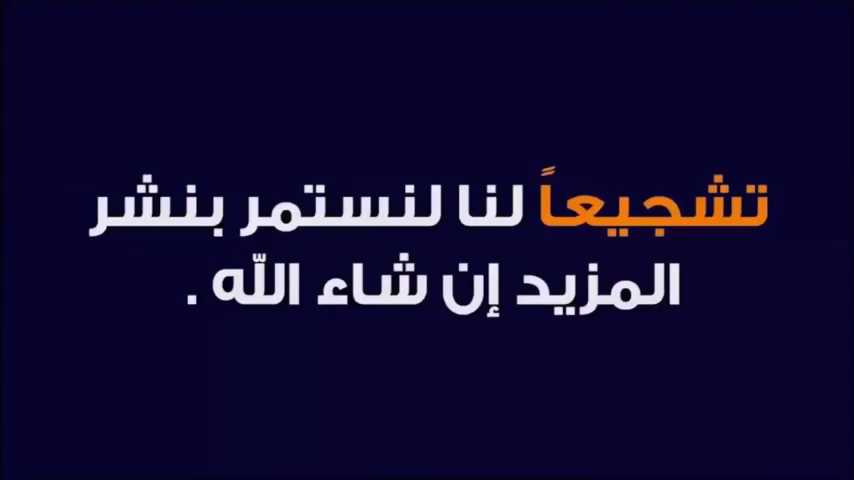 تشجيعاً لنا لنستمر بنشر
المزيد إن شاء الله .